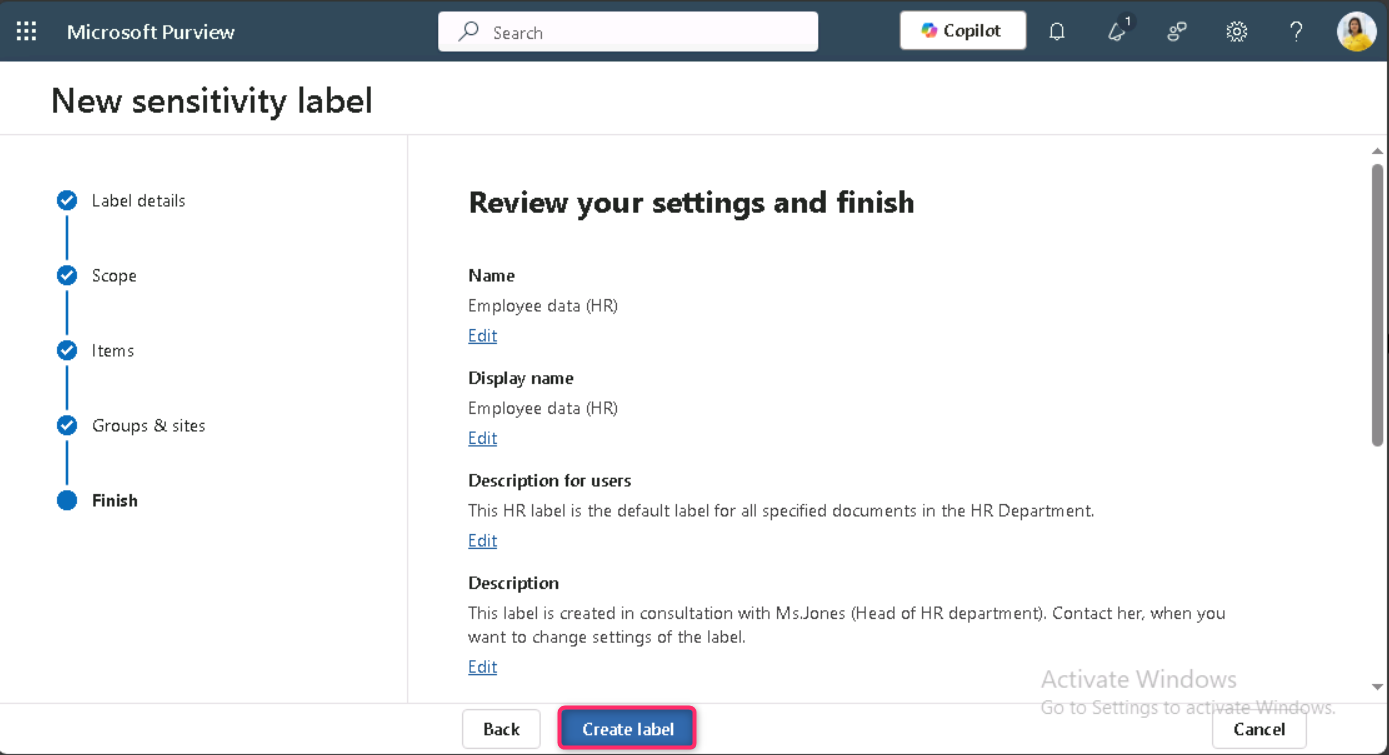 Microsoft Purview
Search
Copilot
1
?
New sensitivity label
Label details
Scope
Items
Groups & sites
Finish
Review your settings and finish
Name
Employee data (HR)
Edit
Display name
Employee data (HR)
Edit
Description for users
This HR label is the default label for all specified documents in the HR Department.
Edit
Description
This label is created in consultation with Ms.Jones (Head of HR department). Contact her, when you
want to change settings of the label.
Edit
Activate Windows
Go to Settings to activate Windows.
Back
Create label
Cancel